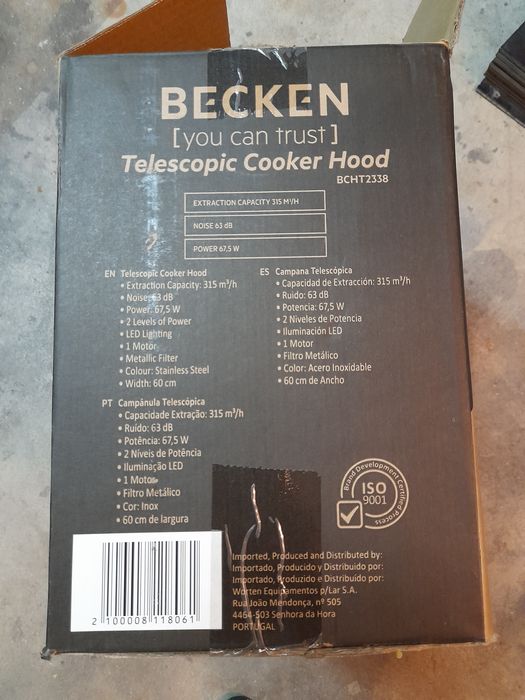 BECKEN
[you can trust]
Telescopic Cooker Hood
BCHT2338
EXTRACTION CAPACITY 315 M³/H
NOISE 63 dB
POWER 67,5 W
EN Telescopic Cooker Hood
• Extraction Capacity: 315 m³/h
• Noise: 63 dB
• Power: 67,5 W
• 2 Levels of Power
• LED Lighting
• 1 Motor
• Metallic Filter
• Colour: Stainless Steel
• Width: 60 cm
ES Campana Telescópica
• Capacidad de Extracción: 315 m³/h
• Ruido: 63 dB
• Potencia: 67,5 W
• 2 Niveles de Potencia
• Iluminación LED
• 1 Motor
• Filtro Metálico
• Color: Acero Inoxidable
• 60 cm de Ancho
PT Campânula Telescópica
• Capacidade Extração: 315 m³/h
• Ruído: 63 dB
• Potência: 67,5 W
• 2 Níveis de Potência
• Iluminação LED
• 1 Motor
• Filtro Metálico
• Cor: Inox
• 60 cm de largura
Brand Development Certified Process
ISO
9001
2 100008 118061
Imported, Produced and Distributed by:
Importado, Producido y Distribuido por:
Importado, Produzido e Distribuído por:
Worten Equipamentos p/Lar S.A.
Rua João Mendonça, nº 505
4464-503 Senhora da Hora
PORTUGAL